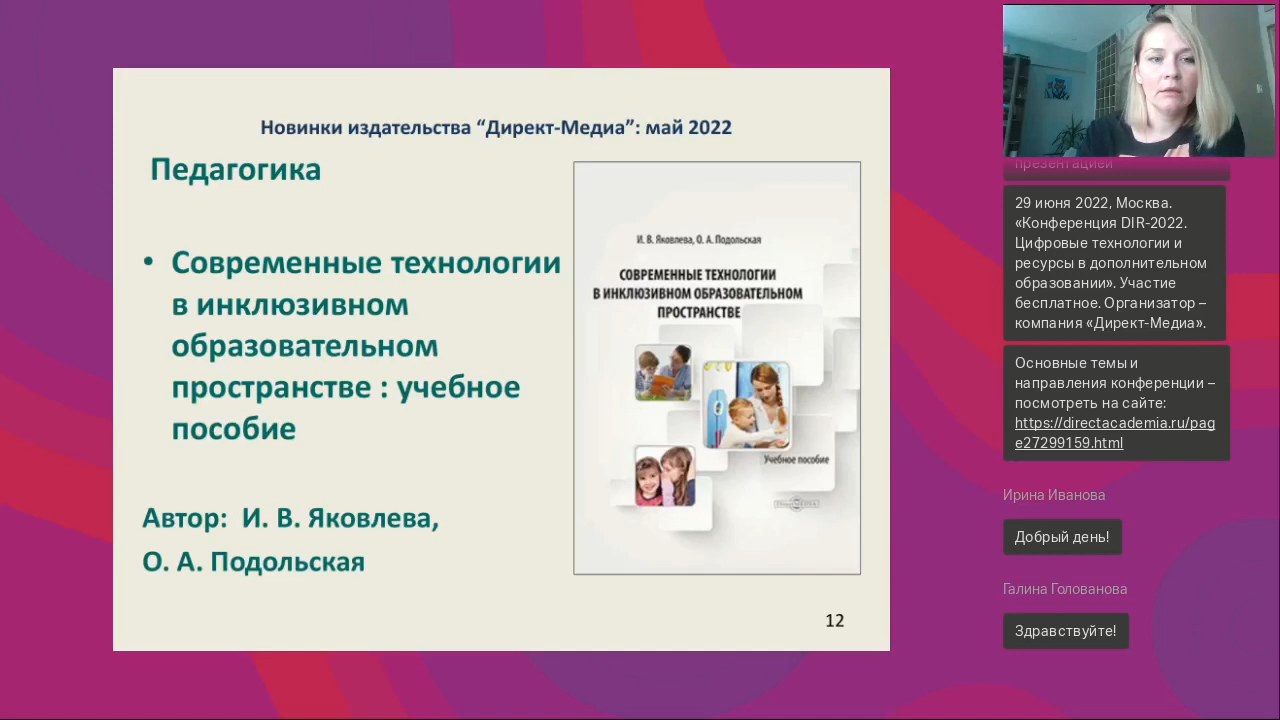 Новинки издательства “Директ-Медиа”: май 2022
Педагогика
• Современные технологии
в инклюзивном
образовательном
пространстве : учебное
пособие
Автор: И. В. Яковлева,
О. А. Подольская
И. В. Яковлева, О. А. Подольская
СОВРЕМЕННЫЕ ТЕХНОЛОГИИ
В ИНКЛЮЗИВНОМ ОБРАЗОВАТЕЛЬНОМ
ПРОСТРАНСТВЕ
Учебное пособие
12
презентацией
29 июня 2022, Москва.
«Конференция DIR-2022.
Цифровые технологии и
ресурсы в дополнительном
образовании». Участие
бесплатное. Организатор –
компания «Директ-Медиа».
Основные темы и
направления конференции –
посмотреть на сайте:
https://directacademia.ru/pag
e27299159.html
Ирина Иванова
Добрый день!
Галина Голованова
Здравствуйте!